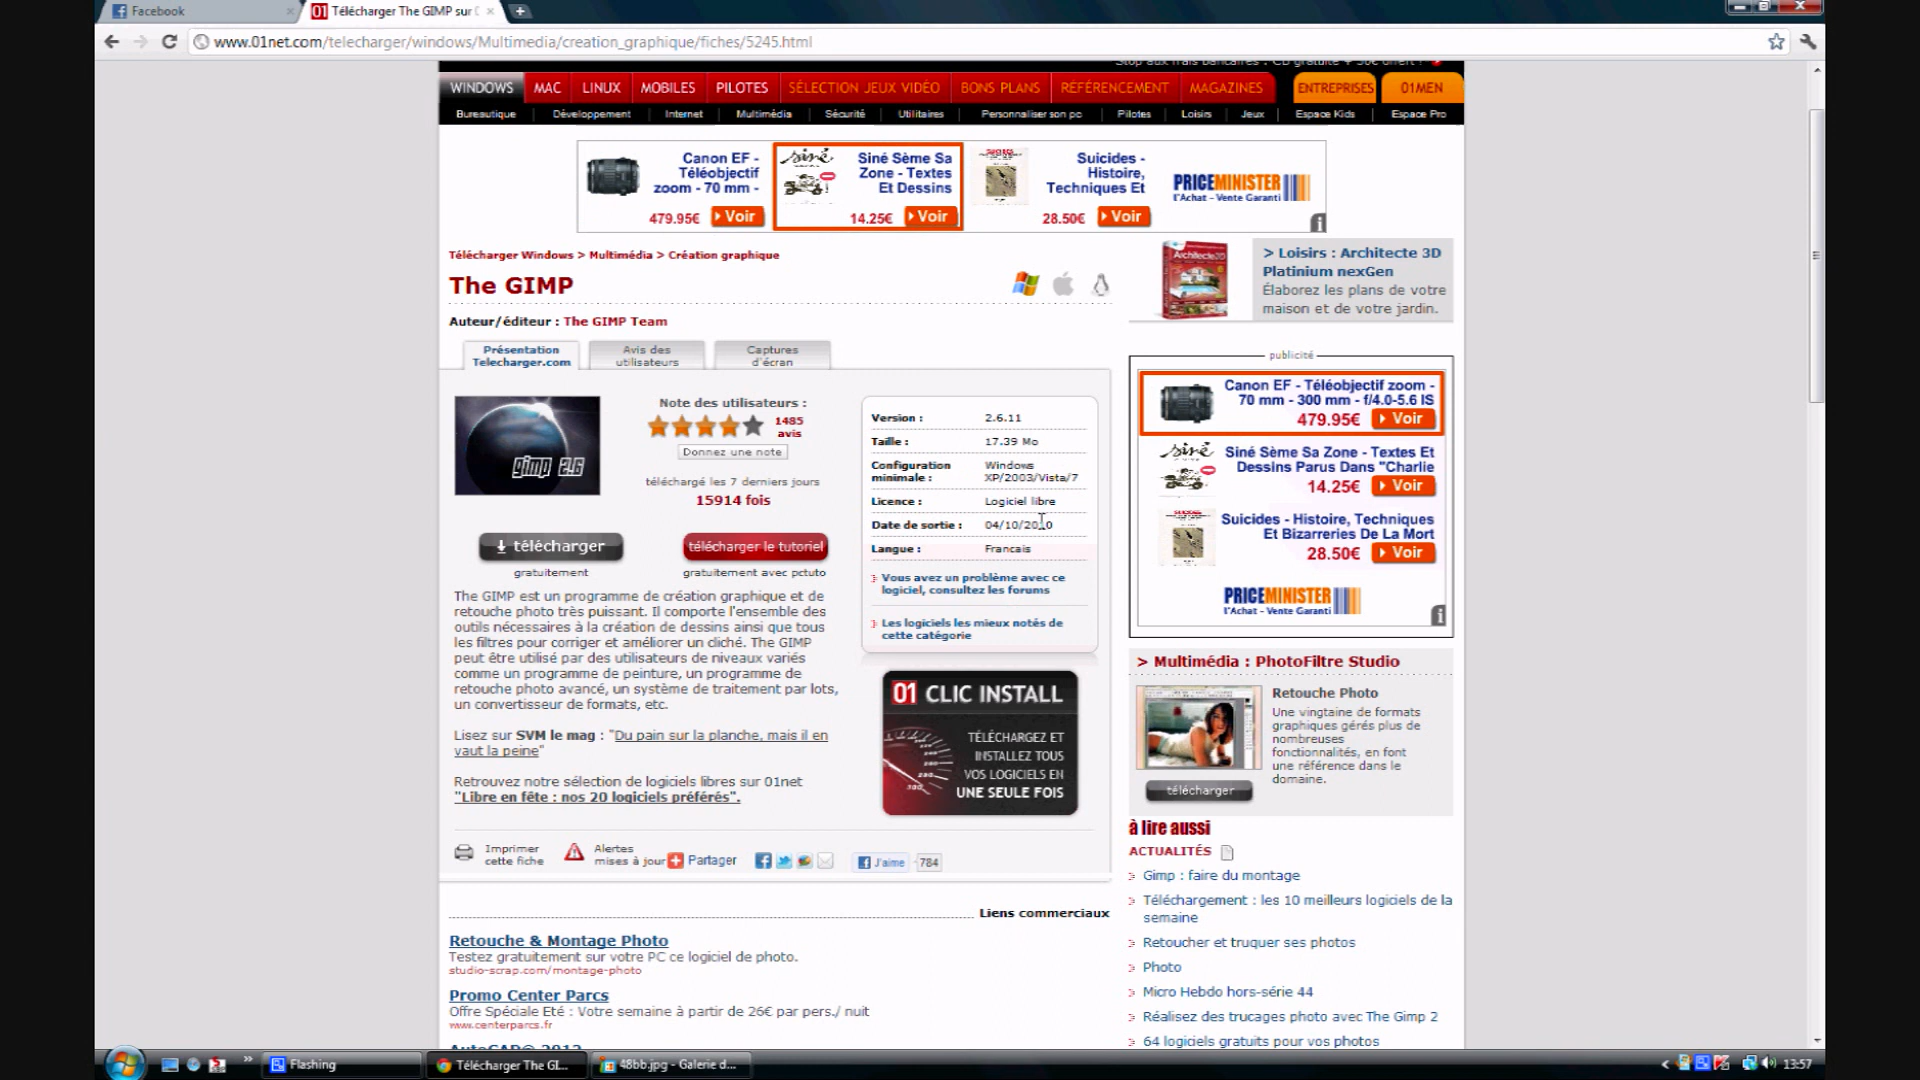 Facebook
Télécharger The GIMP sur
www.01net.com/telecharger/windows/Multimedia/creation_graphique/fiches/5245.html
Stop aux frais bancaires : CB gratuite + 50€ offert !
WINDOWS MAC LINUX MOBILES PILOTES SÉLECTION JEUX VIDÉO BONS PLANS RÉFÉRENCEMENT MAGAZINES ENTREPRISES 01MEN
Bureautique Développement Internet Multimédia Sécurité Utilitaires Personnaliser son pc Pilotes Loisirs Jeux Espace Kids Espace Pro
Canon EF -
Téléobjectif
zoom - 70 mm -
479.95€ Voir
siné
Siné Sème Sa
Zone - Textes
Et Dessins
14.25€ Voir
Suicides -
Histoire,
Techniques Et
28.50€ Voir
PRICEMINISTER
l'Achat - Vente Garanti
Télécharger Windows > Multimédia > Création graphique
The GIMP
Auteur/éditeur : The GIMP Team
Présentation
Telecharger.com
Avis des
utilisateurs
Captures
d'écran
gimp 2.6
Note des utilisateurs :
1485
avis
Donnez une note
téléchargé les 7 derniers jours
15914 fois
télécharger
gratuitement
télécharger le tutoriel
gratuitement avec pctuto
Version : 2.6.11
Taille : 17.39 Mo
Configuration
minimale :
Windows
XP/2003/Vista/7
Licence : Logiciel libre
Date de sortie : 04/10/2010
Langue : Francais
Vous avez un problème avec ce
logiciel, consultez les forums
Les logiciels les mieux notés de
cette catégorie
The GIMP est un programme de création graphique et de
retouche photo très puissant. Il comporte l'ensemble des
outils nécessaires à la création de dessins ainsi que tous
les filtres pour corriger et améliorer un cliché. The GIMP
peut être utilisé par des utilisateurs de niveaux variés
comme un programme de peinture, un programme de
retouche photo avancé, un système de traitement par lots,
un convertisseur de formats, etc.
Lisez sur SVM le mag : "Du pain sur la planche, mais il en
vaut la peine"
Retrouvez notre sélection de logiciels libres sur 01net
"Libre en fête : nos 20 logiciels préférés".
01 CLIC INSTALL
TÉLÉCHARGEZ ET
INSTALLEZ TOUS
VOS LOGICIELS EN
UNE SEULE FOIS
Imprimer
cette fiche
Alertes
mises à jour
Partager
J'aime 784
Liens commerciaux
Retouche & Montage Photo
Testez gratuitement sur votre PC ce logiciel de photo.
studio-scrap.com/montage-photo
Promo Center Parcs
Offre Spéciale Eté : Votre semaine à partir de 26€ par pers./ nuit
www.centerparcs.fr
AutoCAD® 2012
Architecte 3D
> Loisirs : Architecte 3D
Platinium nexGen
Élaborez les plans de votre
maison et de votre jardin.
publicité
Canon EF - Téléobjectif zoom -
70 mm - 300 mm - f/4.0-5.6 IS
479.95€ Voir
siné
Siné Sème Sa Zone - Textes Et
Dessins Parus Dans "Charlie
14.25€ Voir
Suicides - Histoire, Techniques
Et Bizarreries De La Mort
28.50€ Voir
PRICEMINISTER
l'Achat - Vente Garanti
> Multimédia : PhotoFiltre Studio
Retouche Photo
Une vingtaine de formats
graphiques gérés plus de
nombreuses
fonctionnalités, en font
une référence dans le
domaine.
télécharger
à lire aussi
ACTUALITÉS
Gimp : faire du montage
Téléchargement : les 10 meilleurs logiciels de la
semaine
Retoucher et truquer ses photos
Photo
Micro Hebdo hors-série 44
Réalisez des trucages photo avec The Gimp 2
64 logiciels gratuits pour vos photos
Flashing
Télécharger The GI...
48bb.jpg - Galerie d...
13:57